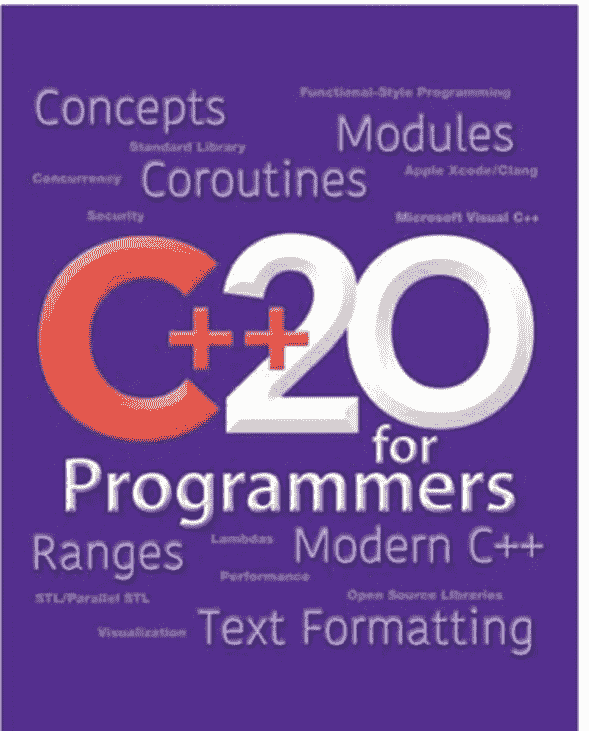 Functional-Style Programming
Concepts
Modules
Standard Library
Apple Xcode/Clang
Concurrency
Coroutines
Security
Microsoft Visual C++
C++20
for
Programmers
Lambdas
Modern C++
Ranges
Performance
STL/Parallel STL
Open Source Libraries
Visualization
Text Formatting